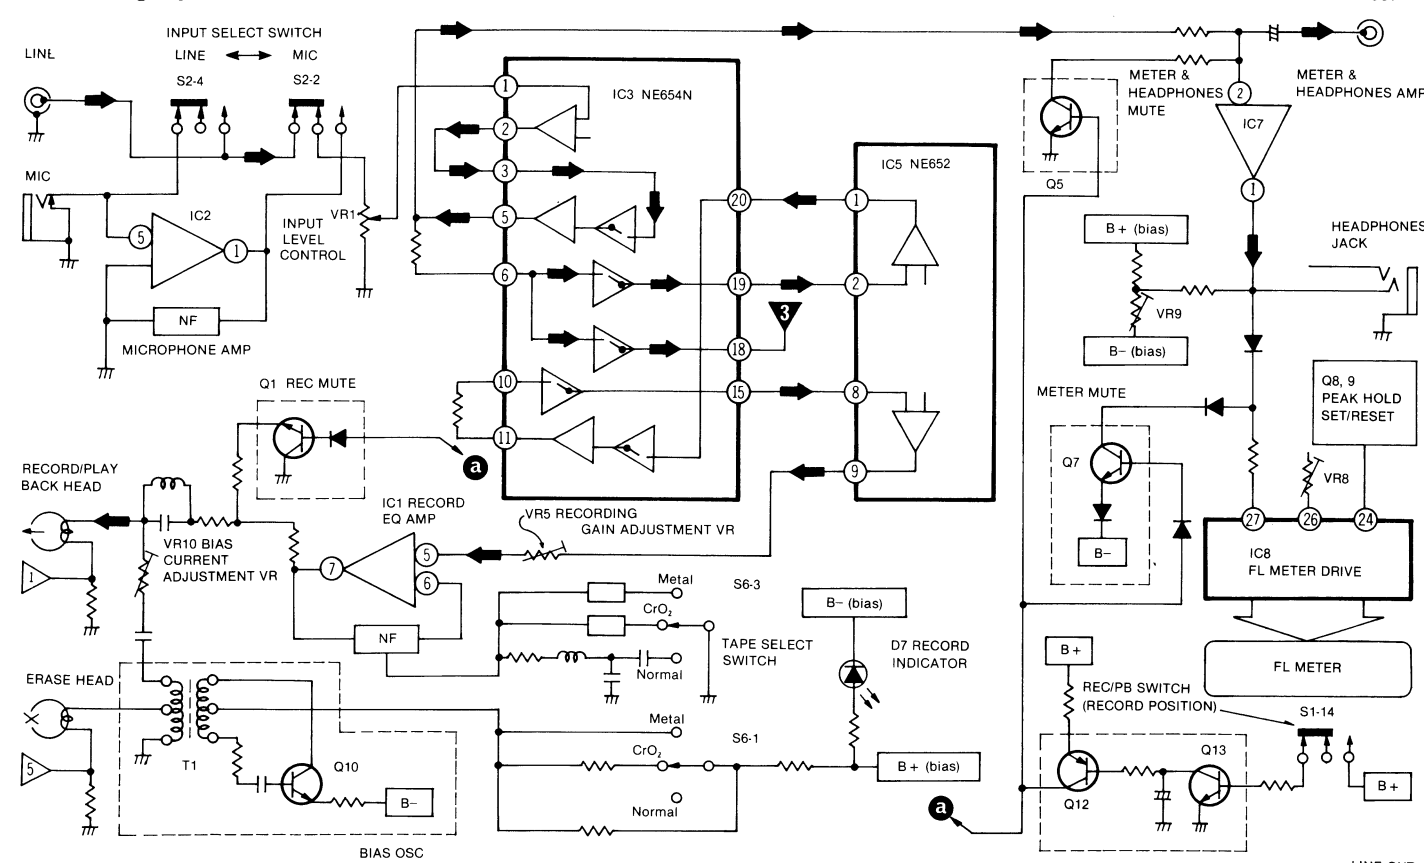 INPUT SELECT SWITCH
LINE
LINE
MIC
S2-4
S2-2
MIC
IC2
5
1
NF
MICROPHONE AMP
VR1
INPUT
LEVEL
CONTROL
IC3 NE654N
1
2
3
5
6
10
11
20
19
18
15
3
IC5 NE652
1
2
8
9
METER &
HEADPHONES
MUTE
Q5
METER &
HEADPHONES AMP
2
IC7
1
B+ (bias)
VR9
B- (bias)
HEADPHONES
JACK
METER MUTE
Q7
B-
Q8, 9
PEAK HOLD
SET/RESET
VR8
27
26
24
IC8
FL METER DRIVE
FL METER
Q1 REC MUTE
a
RECORD/PLAY
BACK HEAD
1
VR10 BIAS
CURRENT
ADJUSTMENT VR
IC1 RECORD
EQ AMP
7
5
6
NF
VR5 RECORDING
GAIN ADJUSTMENT VR
Metal
CrO2
Normal
S6-3
TAPE SELECT
SWITCH
Metal
CrO2
Normal
S6-1
B- (bias)
D7 RECORD
INDICATOR
B+ (bias)
ERASE HEAD
5
T1
Q10
B-
BIAS OSC
a
B+
REC/PB SWITCH
(RECORD POSITION)
S1-14
Q12
Q13
B+